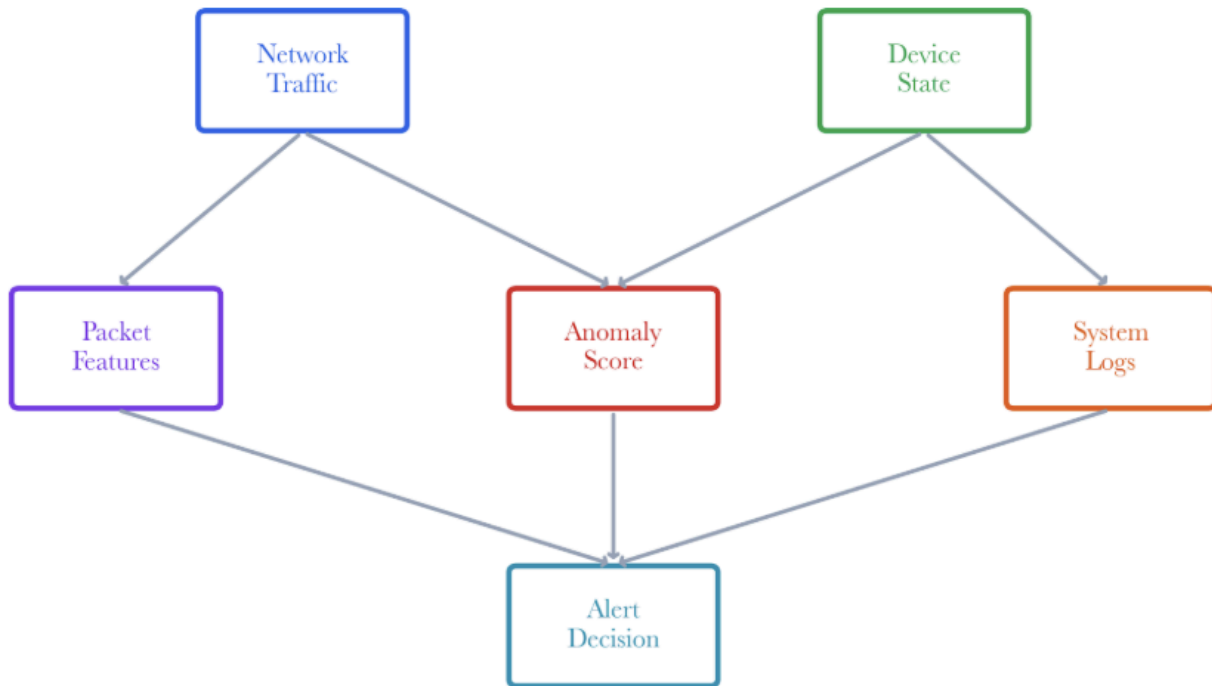 Network
Traffic
Device
State
Packet
Features
Anomaly
Score
System
Logs
Alert
Decision